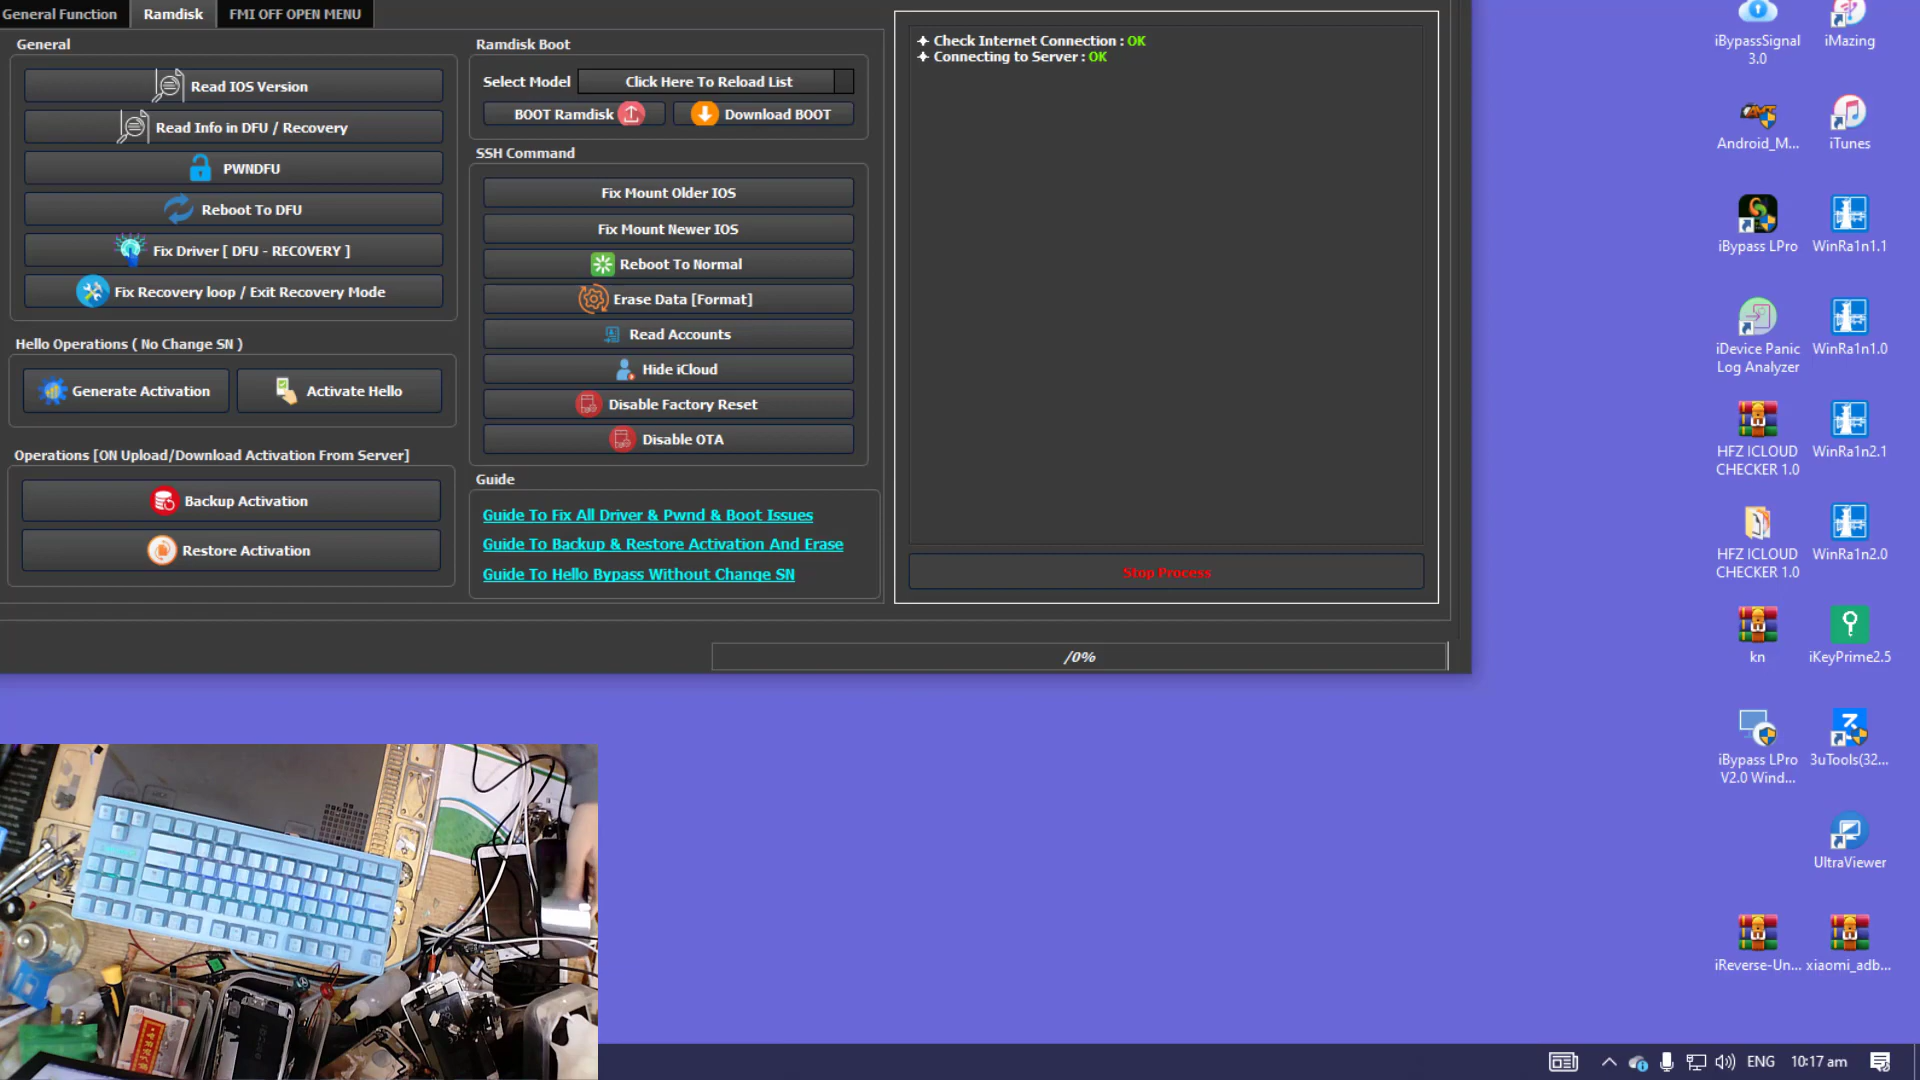 General Function
Ramdisk
FMI OFF OPEN MENU
General
Read IOS Version
Read Info in DFU / Recovery
PWNDFU
Reboot To DFU
Fix Driver [ DFU - RECOVERY ]
Fix Recovery loop / Exit Recovery Mode
Hello Operations ( No Change SN )
Generate Activation
Activate Hello
Operations [ON Upload/Download Activation From Server]
Backup Activation
Restore Activation
Ramdisk Boot
Select Model
Click Here To Reload List
BOOT Ramdisk
Download BOOT
SSH Command
Fix Mount Older IOS
Fix Mount Newer IOS
Reboot To Normal
Erase Data [Format]
Read Accounts
Hide iCloud
Disable Factory Reset
Disable OTA
Guide
Guide To Fix All Driver & Pwnd & Boot Issues
Guide To Backup & Restore Activation And Erase
Guide To Hello Bypass Without Change SN
Check Internet Connection : OK
Connecting to Server : OK
Stop Process
/0%
iBypassSignal
3.0
iMazing
Android_M...
iTunes
iBypass LPro
WinRa1n1.1
iDevice Panic
Log Analyzer
WinRa1n1.0
HFZ ICLOUD
CHECKER 1.0
WinRa1n2.1
HFZ ICLOUD
CHECKER 1.0
WinRa1n2.0
kn
iKeyPrime2.5
iBypass LPro
V2.0 Wind...
3uTools(32...
UltraViewer
iReverse-Un...
xiaomi_adb...
ENG
10:17 am